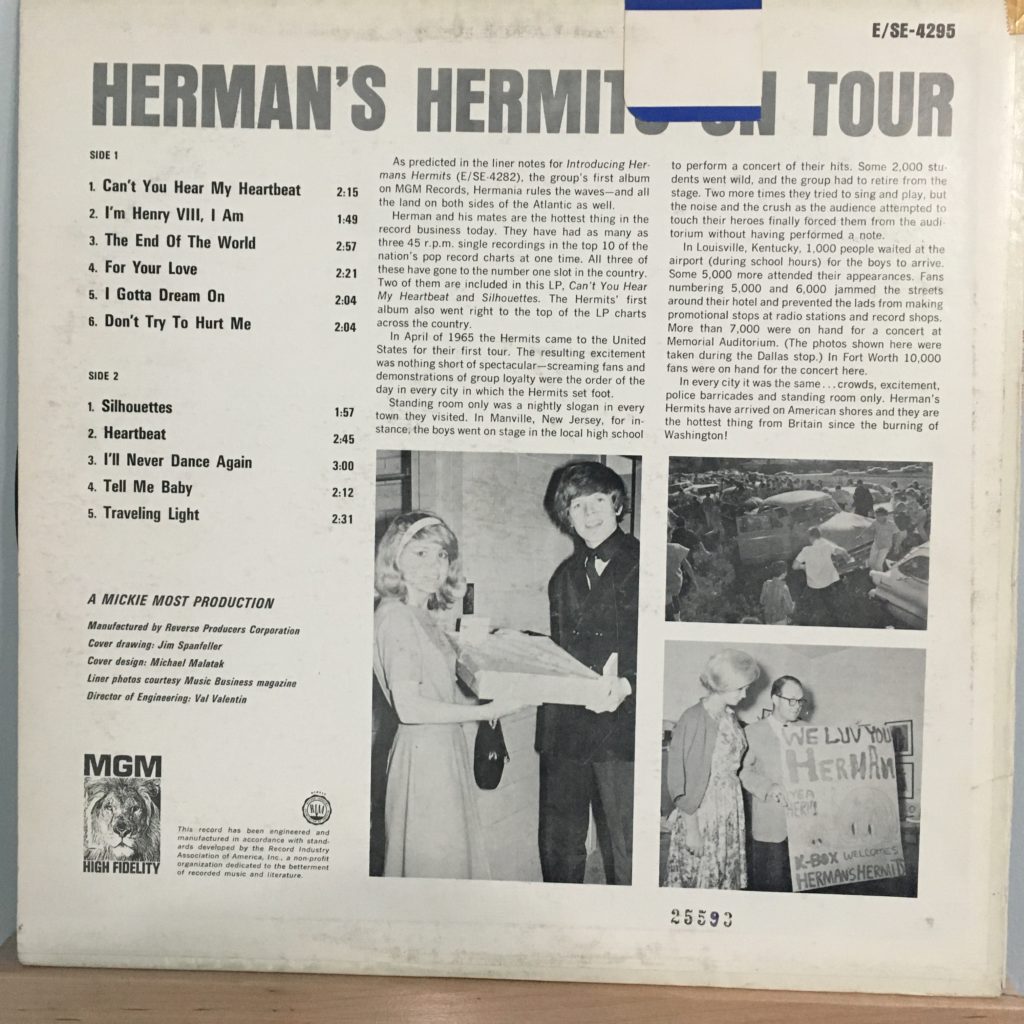 E/SE-4295
HERMAN'S HERMITS ON TOUR
SIDE 1
1. Can't You Hear My Heartbeat 2:15
2. I'm Henry VIII, I Am 1:49
3. The End Of The World 2:57
4. For Your Love 2:21
5. I Gotta Dream On 2:04
6. Don't Try To Hurt Me 2:04
SIDE 2
1. Silhouettes 1:57
2. Heartbeat 2:45
3. I'll Never Dance Again 3:00
4. Tell Me Baby 2:12
5. Traveling Light 2:31
A MICKIE MOST PRODUCTION
Manufactured by Reverse Producers Corporation
Cover drawing: Jim Spanfeller
Cover design: Michael Malatak
Liner photos courtesy Music Business magazine
Director of Engineering: Val Valentin
MGM
HIGH FIDELITY
This record has been engineered and
manufactured in accordance with stand-
ards developed by the Record Industry
Association of America, Inc., a non-profit
organization dedicated to the betterment
of recorded music and literature.
As predicted in the liner notes for Introducing Her-
mans Hermits (E/SE-4282), the group's first album
on MGM Records, Hermania rules the waves—and all
the land on both sides of the Atlantic as well.
Herman and his mates are the hottest thing in the
record business today. They have had as many as
three 45 r.p.m. single recordings in the top 10 of the
nation's pop record charts at one time. All three of
these have gone to the number one slot in the country.
Two of them are included in this LP, Can't You Hear
My Heartbeat and Silhouettes. The Hermits' first
album also went right to the top of the LP charts
across the country.
In April of 1965 the Hermits came to the United
States for their first tour. The resulting excitement
was nothing short of spectacular—screaming fans and
demonstrations of group loyalty were the order of the
day in every city in which the Hermits set foot.
Standing room only was a nightly slogan in every
town they visited. In Manville, New Jersey, for in-
stance, the boys went on stage in the local high school
to perform a concert of their hits. Some 2,000 stu-
dents went wild, and the group had to retire from the
stage. Two more times they tried to sing and play, but
the noise and the crush as the audience attempted to
touch their heroes finally forced them from the audi-
torium without having performed a note.
In Louisville, Kentucky, 1,000 people waited at the
airport (during school hours) for the boys to arrive.
Some 5,000 more attended their appearances. Fans
numbering 5,000 and 6,000 jammed the streets
around their hotel and prevented the lads from making
promotional stops at radio stations and record shops.
More than 7,000 were on hand for a concert at
Memorial Auditorium. (The photos shown here were
taken during the Dallas stop.) In Fort Worth 10,000
fans were on hand for the concert here.
In every city it was the same...crowds, excitement,
police barricades and standing room only. Herman's
Hermits have arrived on American shores and they are
the hottest thing from Britain since the burning of
Washington!
WE LUV YOU
HERMAN
YEA
HERM
K-BOX WELCOMES
HERMANS HERMITS
25593